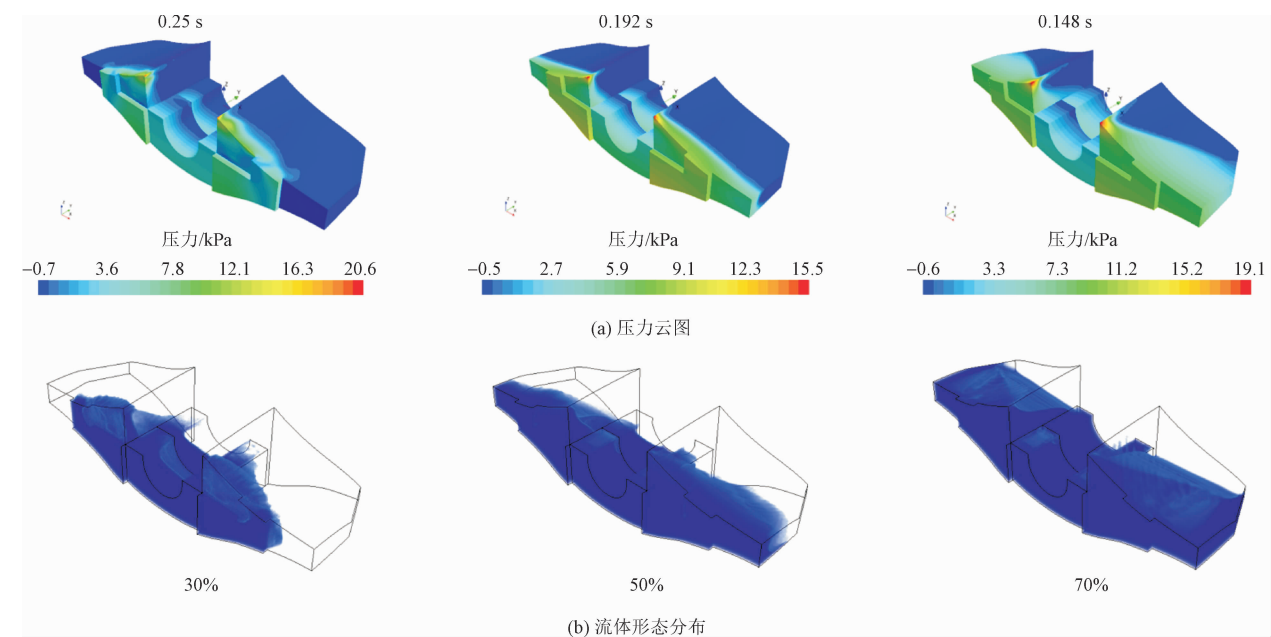 0.25 s 0.192 s 0.148 s
压力/kPa 压力/kPa 压力/kPa
−0.7 3.6 7.8 12.1 16.3 20.6 −0.5 2.7 5.9 9.1 12.3 15.5 −0.6 3.3 7.3 11.2 15.2 19.1
(a) 压力云图
30% 50% 70%
(b) 流体形态分布